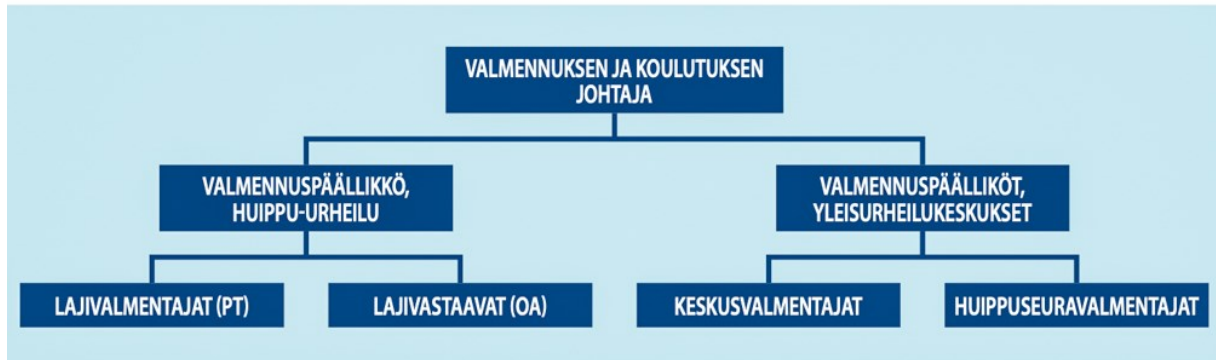 VALMENNUKSEN JA KOULUTUKSEN
JOHTAJA
VALMENNUSPÄÄLLIKKÖ,
HUIPPU-URHEILU
VALMENNUSPÄÄLLIKÖT,
YLEISURHEILUKESKUKSET
LAJIVALMENTAJAT (PT)
LAJIVASTAAVAT (OA)
KESKUSVALMENTAJAT
HUIPPUSEURAVALMENTAJAT